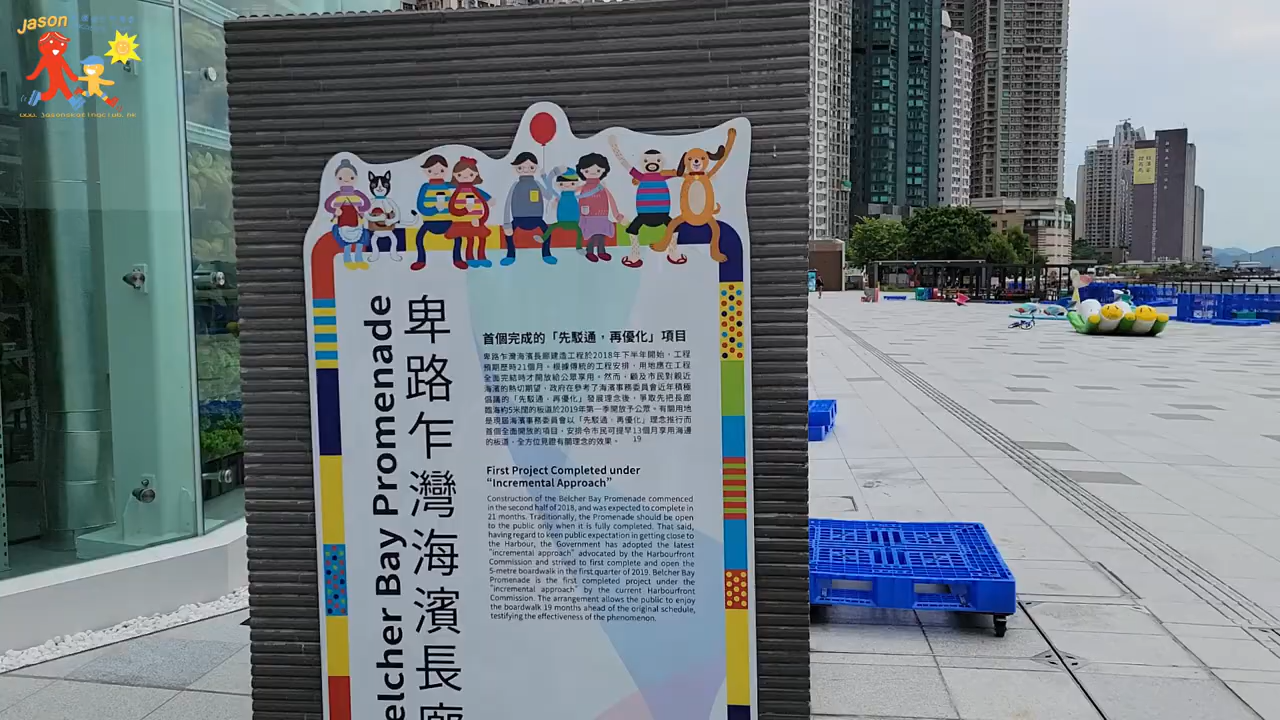 jason
www.jasonskatingclub.hk
卑路乍灣海濱長廊
elcher Bay Promenade
首個完成的「先駁通，再優化」項目
卑路乍灣海濱長廊建造工程於2018年下半年開始，工程
預期歷時21個月。根據傳統的工程安排，用地應在工程
全面完結時才開放給公眾享用。然而，顧及市民對親近
海濱的熱切期望，政府在參考了海濱事務委員會近年積極
倡議的「先駁通，再優化」發展理念後，爭取先把長廊
臨海約5米闊的板道於2019年第一季開放予公眾。有關用地
是現屆海濱事務委員會以「先駁通，再優化」理念推行而
首個全面開放的項目，安排令市民可提早13個月享用海邊
19
的板道，全方位見證有關理念的效果。
First Project Completed under
"Incremental Approach"
Construction of the Belcher Bay Promenade commenced
in the second half of 2018, and was expected to complete in
21 months. Traditionally, the Promenade should be open
to the public only when it is fully completed. That said,
having regard to keen public expectation in getting close to
the Harbour, the Government has adopted the latest
"incremental approach" advocated by the Harbourfront
Commission and strived to first complete and open the
5-metre boardwalk in the first quarter of 2019. Belcher Bay
Promenade is the first completed project under the
"incremental approach" by the current Harbourfront
Commission. The arrangement allows the public to enjoy
the boardwalk 19 months ahead of the original schedule,
testifying the effectiveness of the phenomenon.